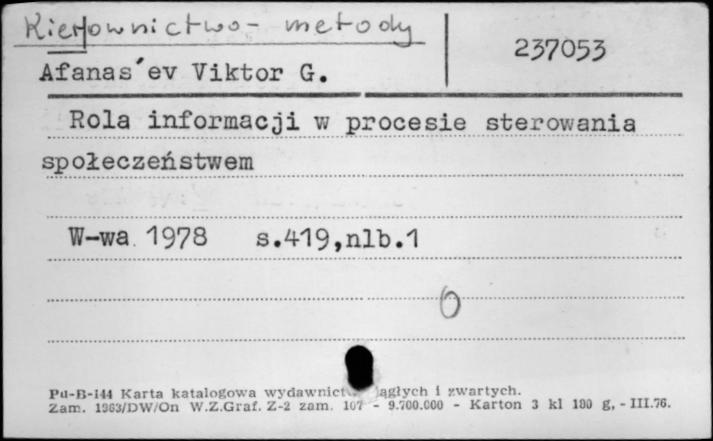 Kierownictwo - metody
237053
Afanas'ev Viktor G.
Rola informacji w procesie sterowania
społeczeństwem
W-wa 1978 s.419,nlb.1
6
Pu-B-144 Karta katalogowa wydawnict ągłych i zwartych.
Zam. 1963/DW/On W.Z.Graf. Z-2 zam. 107 - 9.700.000 - Karton 3 kl 180 g, - III.76.